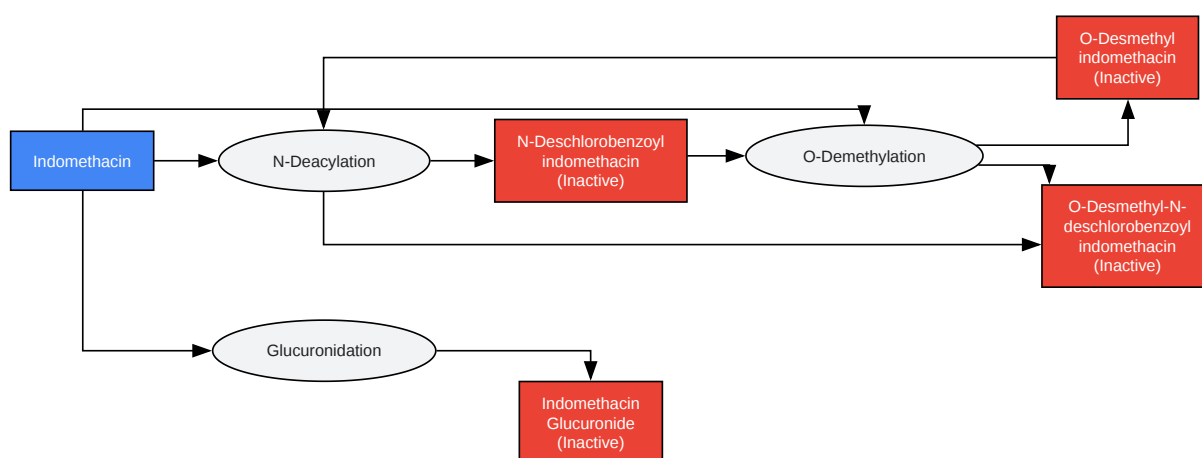 O-Desmethyl
indomethacin
(Inactive)
Indomethacin
N-Deacylation
N-Deschlorobenzoyl
indomethacin
(Inactive)
O-Demethylation
O-Desmethyl-N-
deschlorobenzoyl
indomethacin
(Inactive)
Glucuronidation
Indomethacin
Glucuronide
(Inactive)